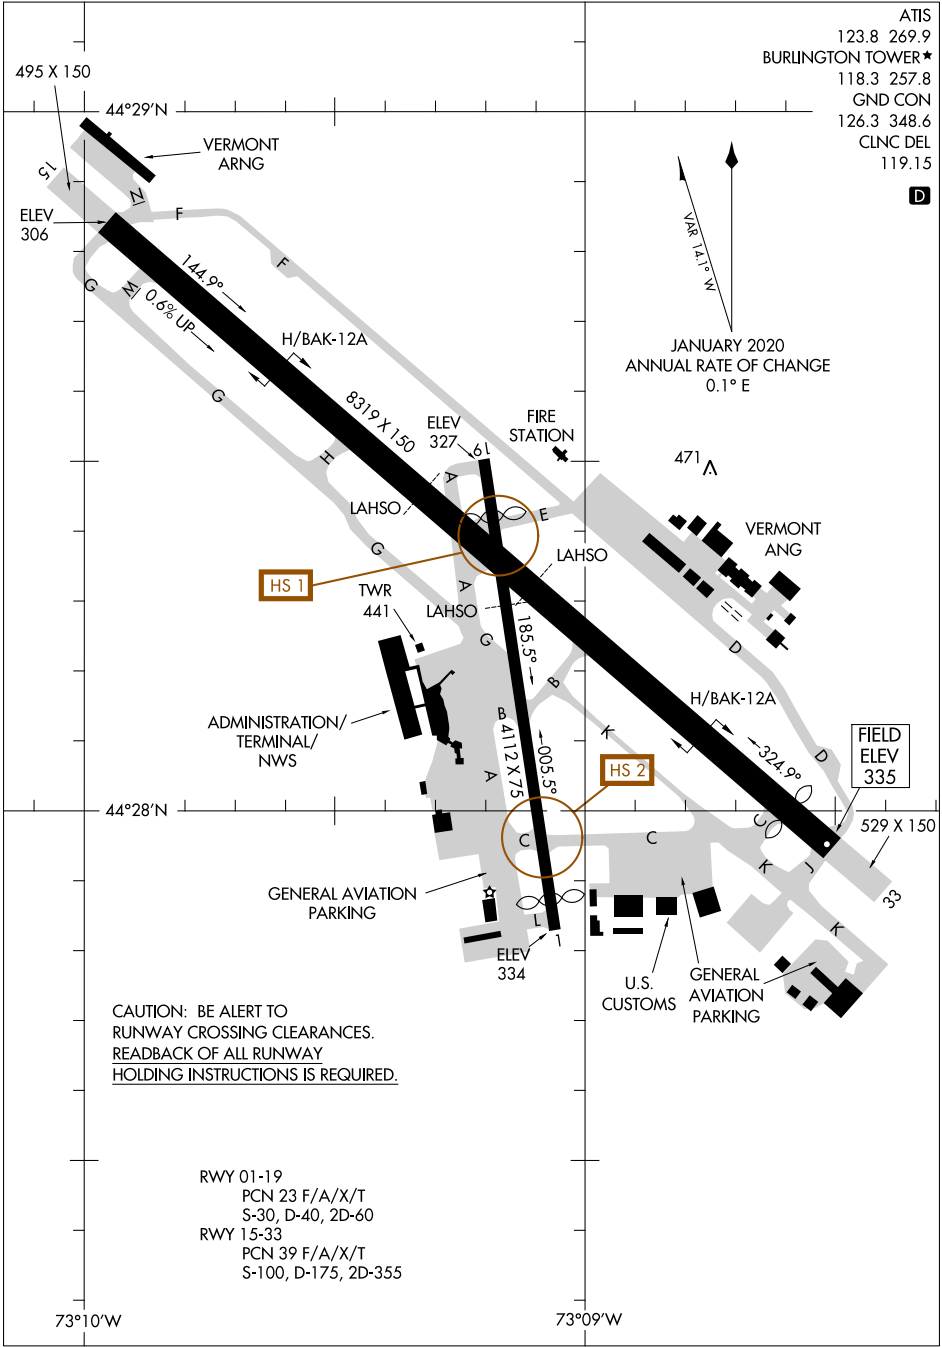 ATIS
123.8 269.9
BURLINGTON TOWER★
118.3 257.8
GND CON
126.3 348.6
CLNC DEL
119.15
D
495 X 150
44°29'N
VERMONT
ARNG
15
ELEV
306
N
F
F
144.9°
G
M
0.6% UP
VAR 14.1° W
JANUARY 2020
ANNUAL RATE OF CHANGE
0.1° E
H/BAK-12A
G
8319 X 150
ELEV
327
19
FIRE
STATION
471
H
A
LAHSO
E
VERMONT
ANG
G
LAHSO
HS 1
TWR
441
A
LAHSO
G
185.5°
D
B
ADMINISTRATION/
TERMINAL/
NWS
B
4112 X 75
K
H/BAK-12A
005.5°
324.9°
D
FIELD
ELEV
335
HS 2
A
44°28'N
C
529 X 150
C
C
K
J
33
GENERAL AVIATION
PARKING
L
1
K
ELEV
334
U.S.
CUSTOMS
GENERAL
AVIATION
PARKING
CAUTION: BE ALERT TO
RUNWAY CROSSING CLEARANCES.
READBACK OF ALL RUNWAY
HOLDING INSTRUCTIONS IS REQUIRED.
RWY 01-19
PCN 23 F/A/X/T
S-30, D-40, 2D-60
RWY 15-33
PCN 39 F/A/X/T
S-100, D-175, 2D-355
73°10'W
73°09'W